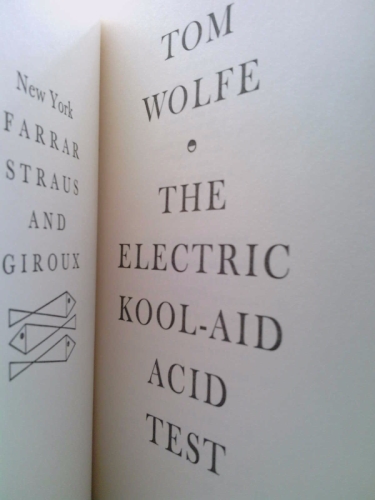 New York
FARRAR
STRAUS
AND
GIROUX
TOM
WOLFE
THE
ELECTRIC
KOOL-AID
ACID
TEST